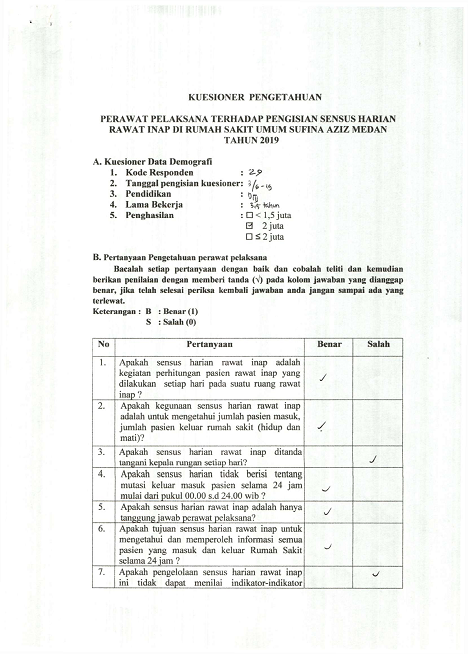 KUESIONER PENGETAHUAN
PERAWAT PELAKSANA TERHADAP PENGISIAN SENSUS HARIAN
RAWAT INAP DI RUMAH SAKIT UMUM SUFINA AZIZ MEDAN
TAHUN 2019
A. Kuesioner Data Demografi
1. Kode Responden : 29
2. Tanggal pengisian kuesioner:
3. Pendidikan : DIII
4. Lama Bekerja : 3,5 tahun
5. Penghasilan : ☐ < 1,5 juta
☑ 2 juta
☐ ≤ 2 juta
B. Pertanyaan Pengetahuan perawat pelaksana
Bacalah setiap pertanyaan dengan baik dan cobalah teliti dan kemudian
berikan penilaian dengan memberi tanda (√) pada kolom jawaban yang dianggap
benar, jika telah selesai periksa kembali jawaban anda jangan sampai ada yang
terlewat.
Keterangan : B : Benar (1)
S : Salah (0)
No Pertanyaan Benar Salah
1. Apakah sensus harian rawat inap adalah
kegiatan perhitungan pasien rawat inap yang
dilakukan setiap hari pada suatu ruang rawat
inap ? ✓
2. Apakah kegunaan sensus harian rawat inap
adalah untuk mengetahui jumlah pasien masuk,
jumlah pasien keluar rumah sakit (hidup dan
mati)? ✓
3. Apakah sensus harian rawat inap ditanda
tangani kepala rungan setiap hari? ✓
4. Apakah sensus harian tidak berisi tentang
mutasi keluar masuk pasien selama 24 jam
mulai dari pukul 00.00 s.d 24.00 wib ? ✓
5. Apakah sensus harian rawat inap adalah hanya
tanggung jawab perawat pelaksana? ✓
6. Apakah tujuan sensus harian rawat inap untuk
mengetahui dan memperoleh informasi semua
pasien yang masuk dan keluar Rumah Sakit
selama 24 jam ? ✓
7. Apakah pengelolaan sensus harian rawat inap
ini tidak dapat menilai indikator-indikator ✓